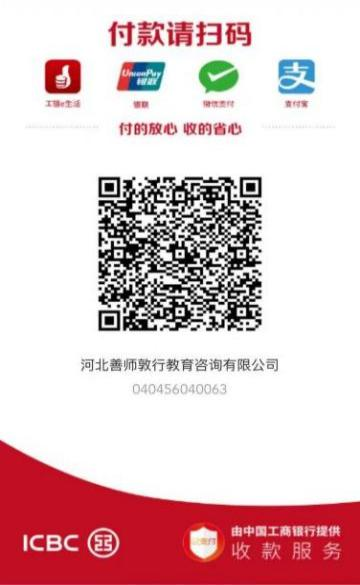 付款请扫码
工银e生活
UnionPay
银联
微信支付
支付宝
付的放心 收的省心
河北善师敦行教育咨询有限公司
040456040063
ICBC
由中国工商银行提供
收款服务